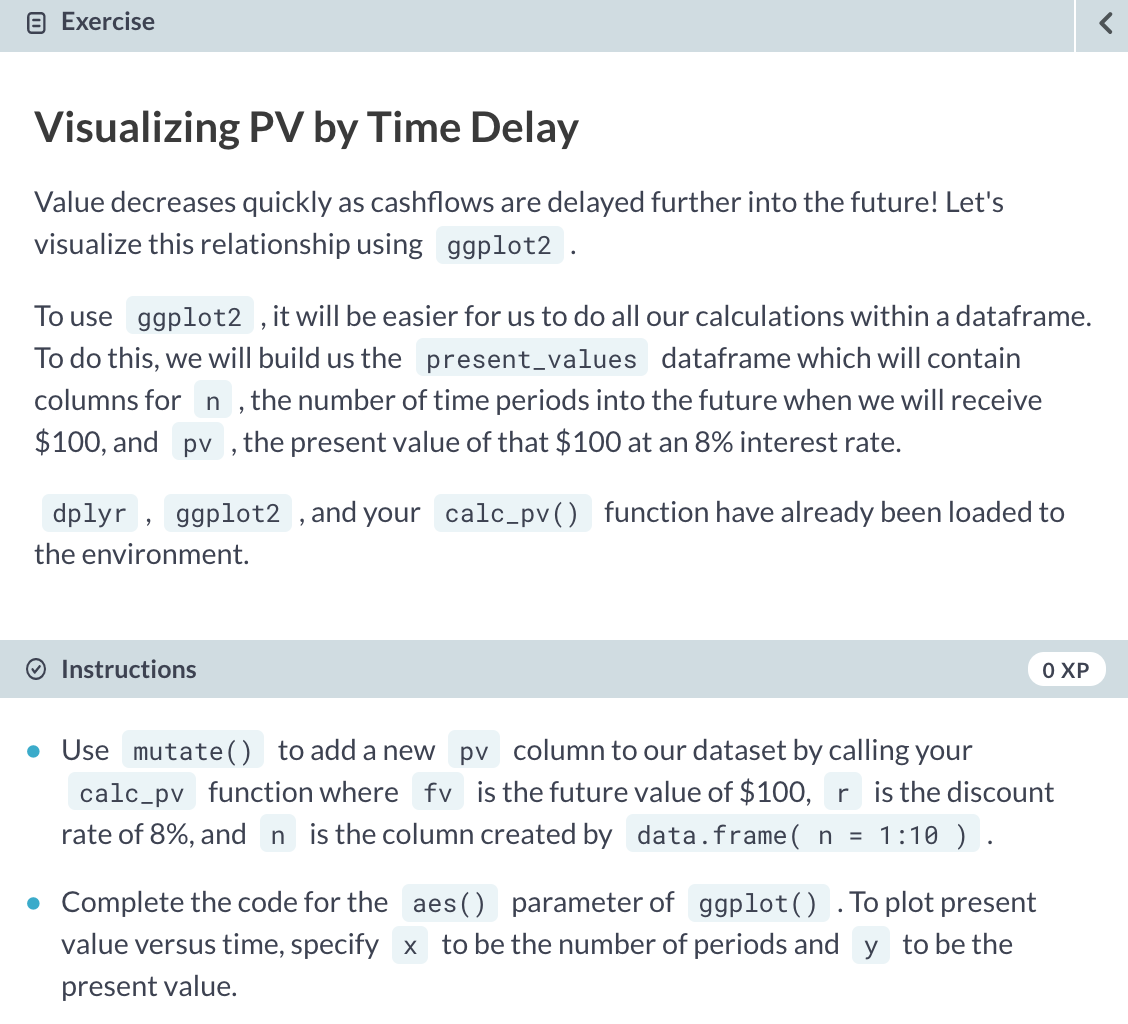 Exercise
Visualizing PV by Time Delay
Value decreases quickly as cashflows are delayed further into the future! Let's
visualize this relationship using ggplot2 .
To use ggplot2 , it will be easier for us to do all our calculations within a dataframe.
To do this, we will build us the present_values dataframe which will contain
columns for n , the number of time periods into the future when we will receive
$100, and pv , the present value of that $100 at an 8% interest rate.
dplyr , ggplot2 , and your calc_pv() function have already been loaded to
the environment.
Instructions
0 XP
Use mutate() to add a new pv column to our dataset by calling your
calc_pv function where fv is the future value of $100, r is the discount
rate of 8%, and n is the column created by data.frame( n = 1:10 ) .
Complete the code for the aes() parameter of ggplot() . To plot present
value versus time, specify x to be the number of periods and y to be the
present value.